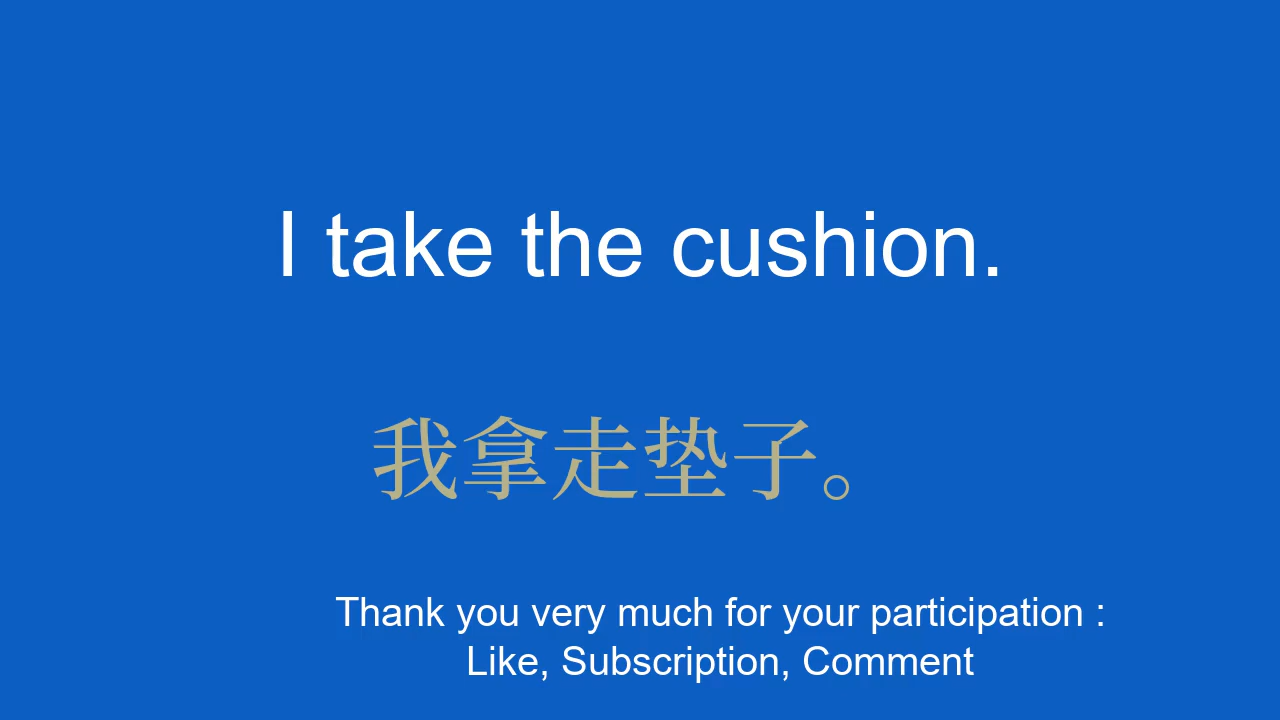 I take the cushion.
我拿走垫子。
Thank you very much for your participation :
Like, Subscription, Comment